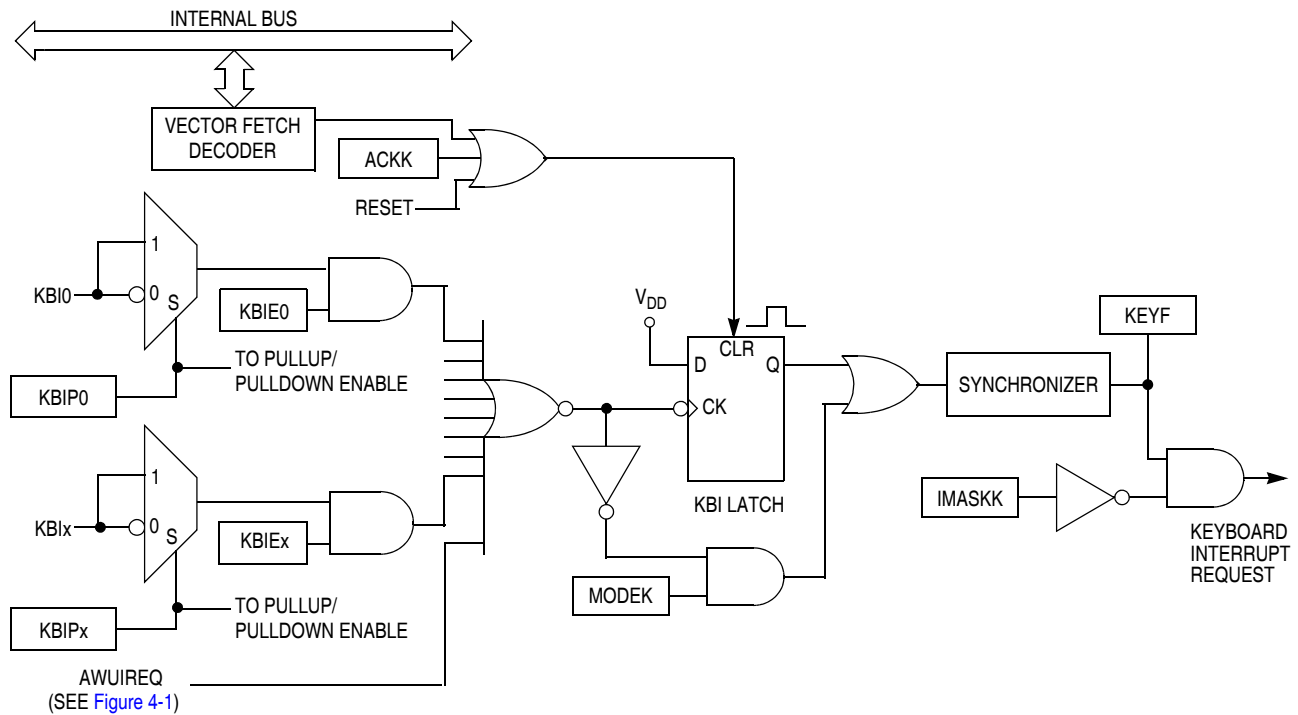 INTERNAL BUS
VECTOR FETCH
DECODER
ACKK
RESET
1
KBI0
0
S
KBIE0
TO PULLUP/
PULLDOWN ENABLE
KBIP0
VDD
CLR
D
Q
CK
KBI LATCH
SYNCHRONIZER
KEYF
1
KBIx
0
S
KBIEx
IMASKK
KEYBOARD
INTERRUPT
REQUEST
MODEK
TO PULLUP/
PULLDOWN ENABLE
KBIPx
AWUIREQ
(SEE Figure 4-1)